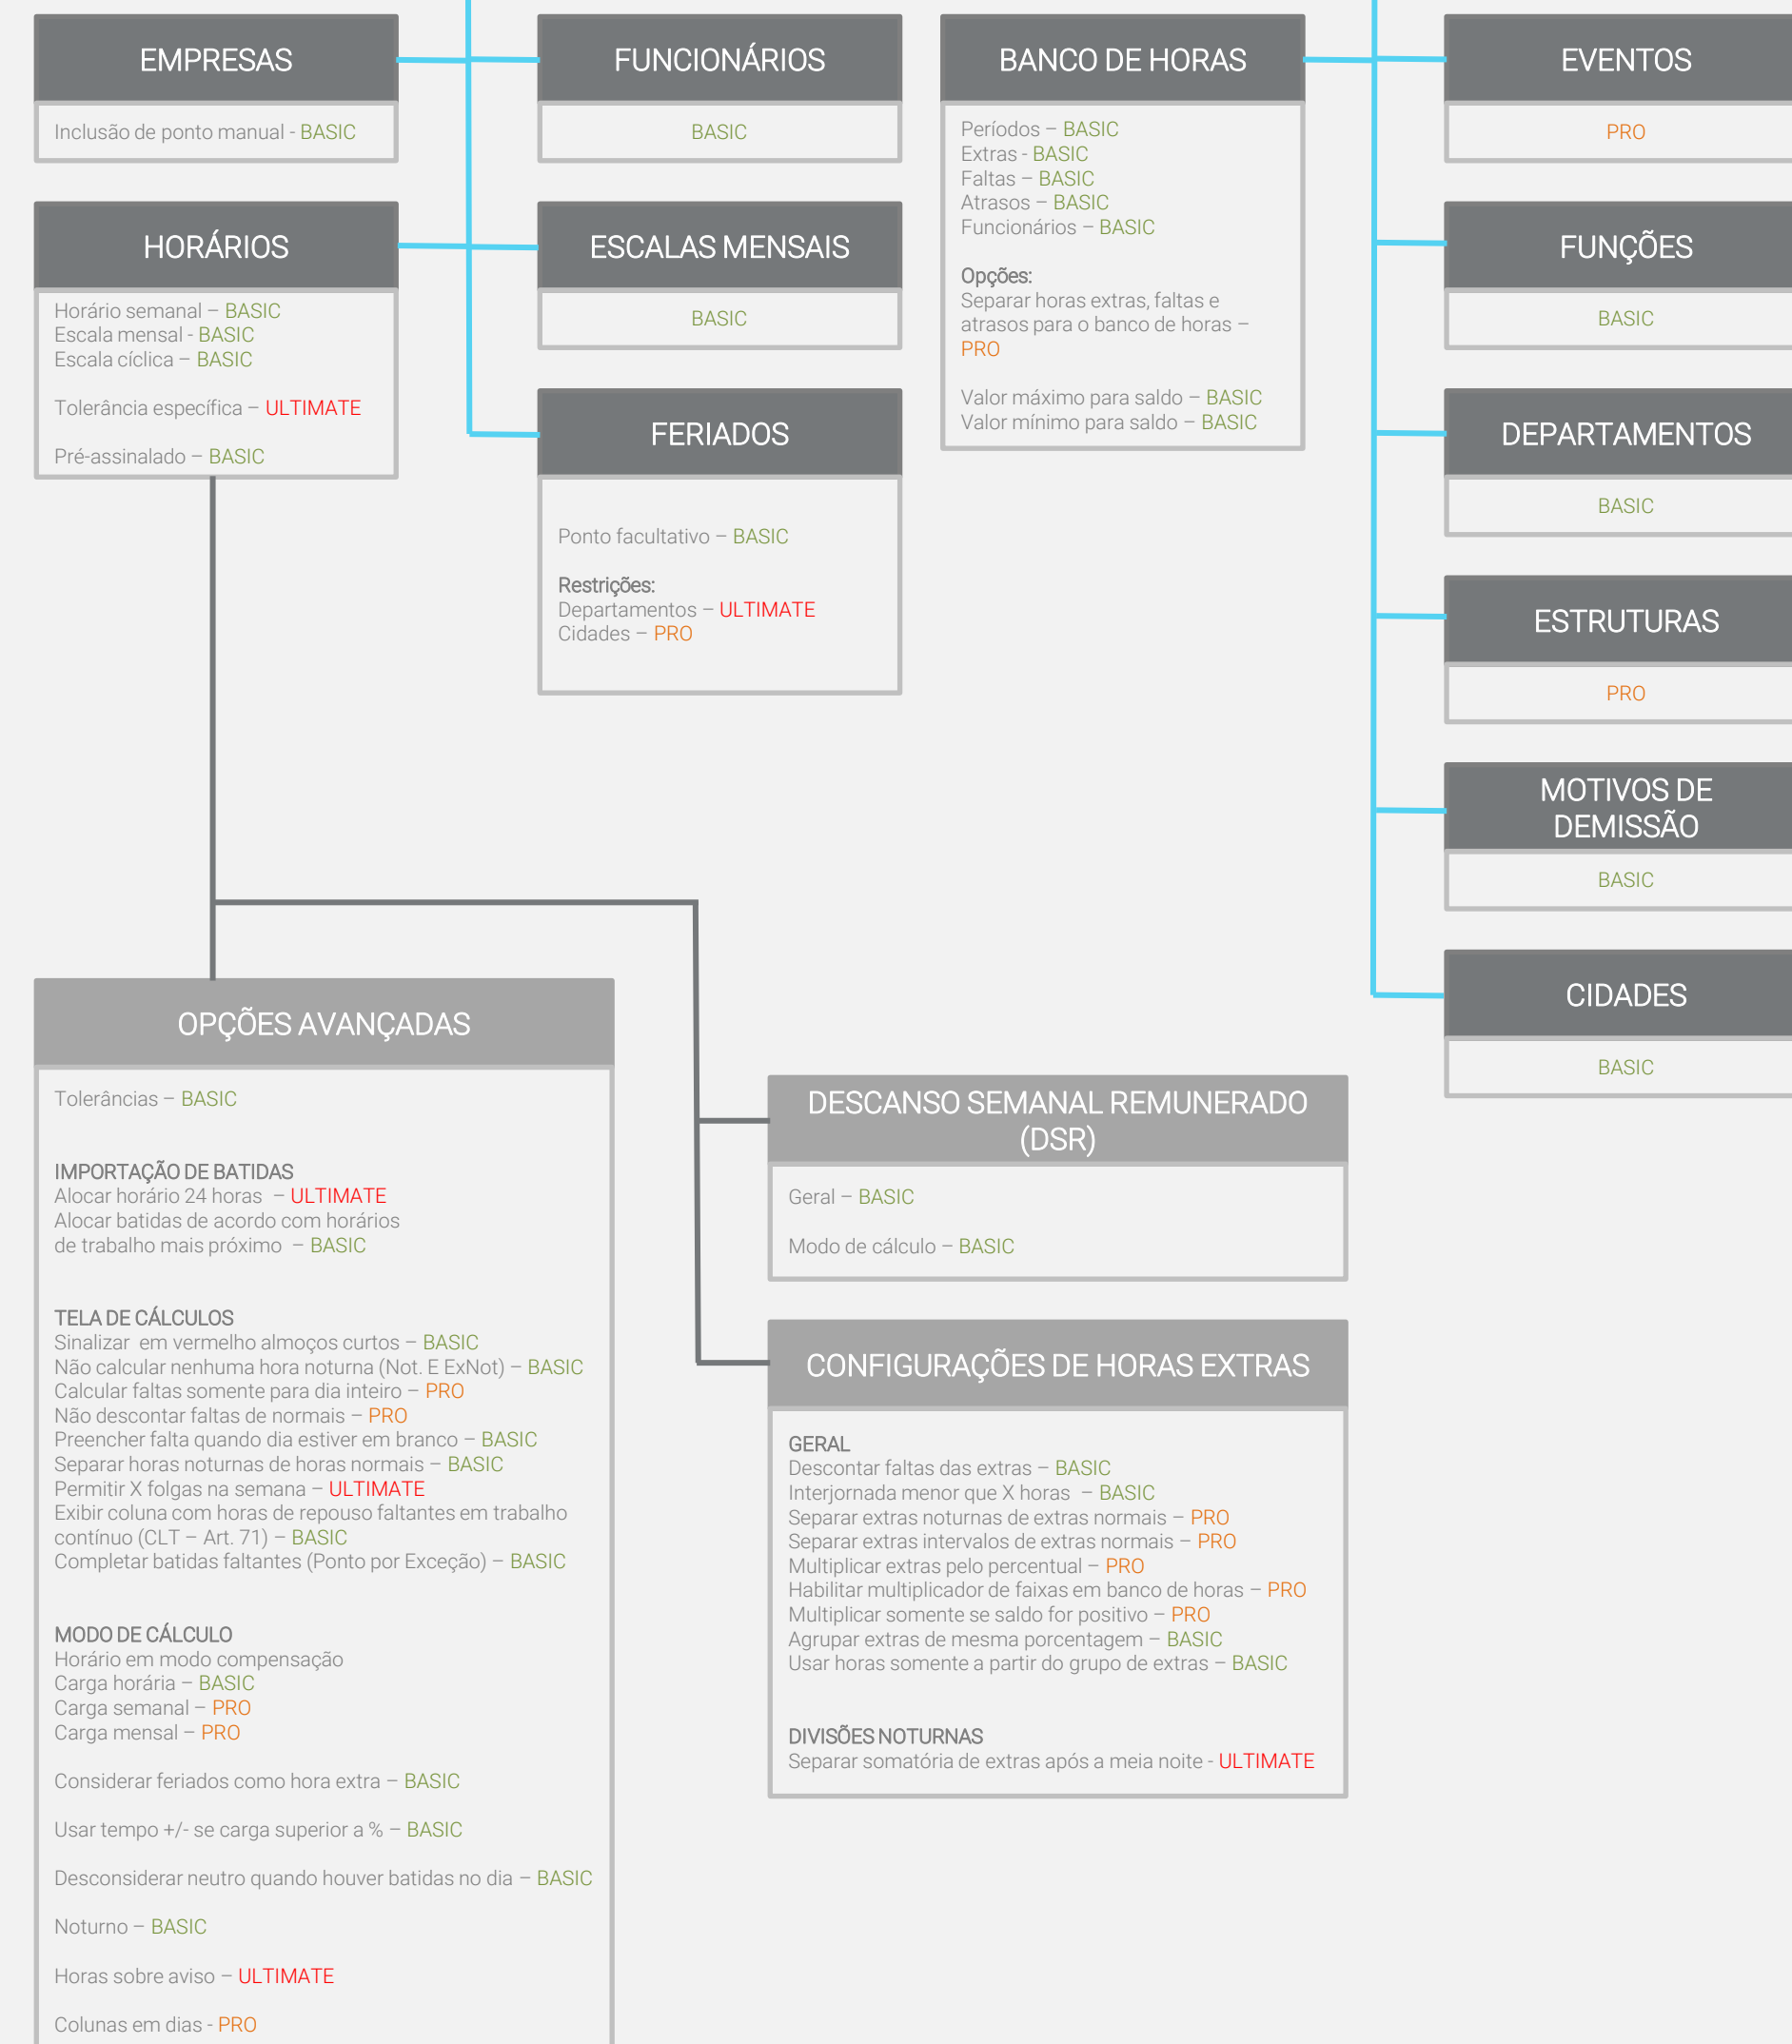 EMPRESAS
Inclusão de ponto manual - BASIC
HORÁRIOS
Horário semanal – BASIC
Escala mensal - BASIC
Escala cíclica – BASIC
Tolerância específica – ULTIMATE
Pré-assinalado – BASIC
FUNCIONÁRIOS
BASIC
ESCALAS MENSAIS
BASIC
FERIADOS
Ponto facultativo – BASIC
Restrições:
Departamentos – ULTIMATE
Cidades – PRO
BANCO DE HORAS
Períodos – BASIC
Extras - BASIC
Faltas – BASIC
Atrasos – BASIC
Funcionários – BASIC
Opções:
Separar horas extras, faltas e
atrasos para o banco de horas –
PRO
Valor máximo para saldo – BASIC
Valor mínimo para saldo – BASIC
EVENTOS
PRO
FUNÇÕES
BASIC
DEPARTAMENTOS
BASIC
ESTRUTURAS
PRO
MOTIVOS DE
DEMISSÃO
BASIC
CIDADES
BASIC
OPÇÕES AVANÇADAS
Tolerâncias – BASIC
IMPORTAÇÃO DE BATIDAS
Alocar horário 24 horas – ULTIMATE
Alocar batidas de acordo com horários
de trabalho mais próximo – BASIC
TELA DE CÁLCULOS
Sinalizar em vermelho almoços curtos – BASIC
Não calcular nenhuma hora noturna (Not. E ExNot) – BASIC
Calcular faltas somente para dia inteiro – PRO
Não descontar faltas de normais – PRO
Preencher falta quando dia estiver em branco – BASIC
Separar horas noturnas de horas normais – BASIC
Permitir X folgas na semana – ULTIMATE
Exibir coluna com horas de repouso faltantes em trabalho
contínuo (CLT – Art. 71) – BASIC
Completar batidas faltantes (Ponto por Exceção) – BASIC
MODO DE CÁLCULO
Horário em modo compensação
Carga horária – BASIC
Carga semanal – PRO
Carga mensal – PRO
Considerar feriados como hora extra – BASIC
Usar tempo +/- se carga superior a % – BASIC
Desconsiderar neutro quando houver batidas no dia – BASIC
Noturno – BASIC
Horas sobre aviso – ULTIMATE
Colunas em dias - PRO
DESCANSO SEMANAL REMUNERADO
(DSR)
Geral – BASIC
Modo de cálculo – BASIC
CONFIGURAÇÕES DE HORAS EXTRAS
GERAL
Descontar faltas das extras – BASIC
Interjornada menor que X horas – BASIC
Separar extras noturnas de extras normais – PRO
Separar extras intervalos de extras normais – PRO
Multiplicar extras pelo percentual – PRO
Habilitar multiplicador de faixas em banco de horas – PRO
Multiplicar somente se saldo for positivo – PRO
Agrupar extras de mesma porcentagem – BASIC
Usar horas somente a partir do grupo de extras – BASIC
DIVISÕES NOTURNAS
Separar somatória de extras após a meia noite - ULTIMATE